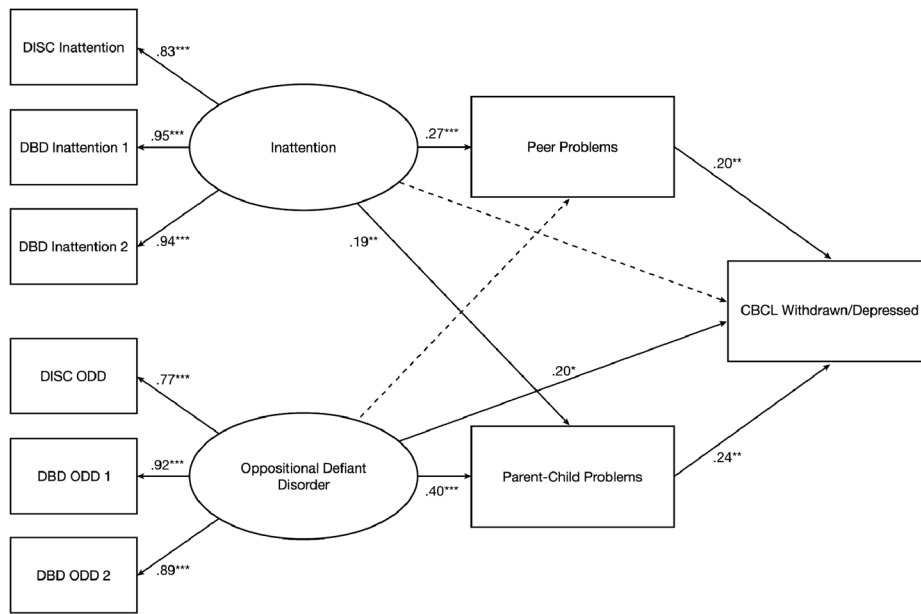 DISC Inattention
.83***
DBD Inattention 1
.95***
Inattention
.27***
Peer Problems
.20**
DBD Inattention 2
.94***
.19**
CBCL Withdrawn/Depressed
DISC ODD
.77***
.20*
DBD ODD 1
.92***
Oppositional Defiant
Disorder
.40***
Parent-Child Problems
.24**
DBD ODD 2
.89***